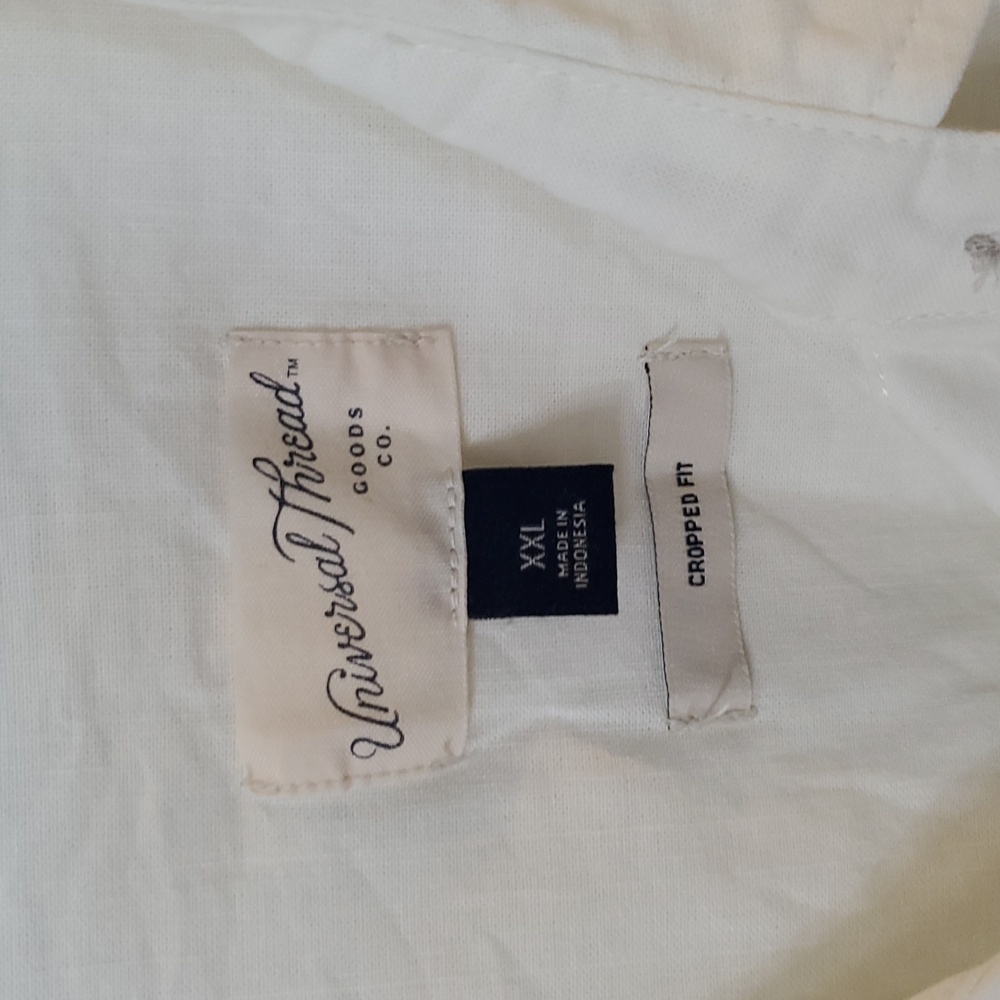 Universal Thread™
GOODS
CO.
XXL
MADE IN
INDONESIA
CROPPED FIT